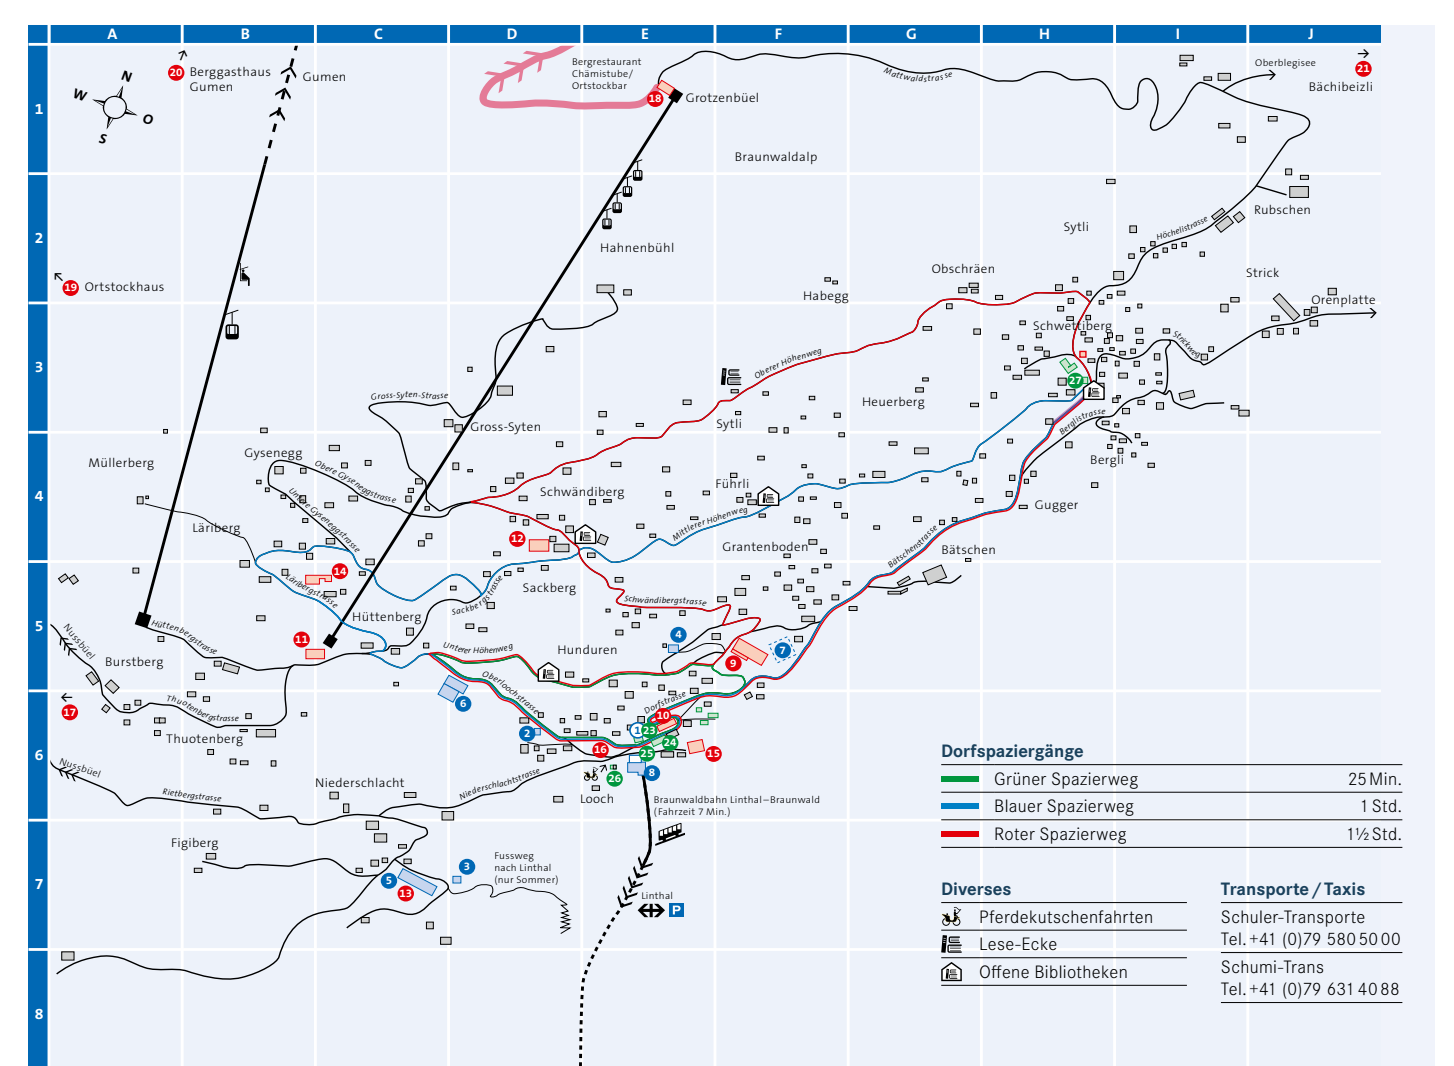 A B C D E F G H I J
1
2
3
4
5
6
7
8
N
W
O
S
20 Berggasthaus
Gumen
Gumen
Bergrestaurant
Chämistube/
Ortstockbar
18
Grotzenbüel
Mattwaldstrasse
Oberblegisee
21
Bächibeizli
Braunwaldalp
Rubschen
Höchelistrasse
Sytli
Hahnenbühl
19 Ortstockhaus
Obschräen
Habegg
Strick
Orenplatte
Schwettiberg
Strickweg
Oberer Höhenweg
27
Heuerberg
Berglistrasse
Gross-Syten-Strasse
Gross-Syten
Sytli
Bergli
Müllerberg
Gysenegg
Obere Gyseneggstrasse
Untere Gyseneggstrasse
Schwändiberg
Führli
Gugger
Läriberg
Mittlerer Höhenweg
12
Grantenboden
Bätschenstrasse
Bätschen
14
Läribergstrasse
Sackberg
Sackbergstrasse
Schwändibergstrasse
Hüttenberg
Nussbüel
Hüttenbergstrasse
11
Burstberg
Unterer Höhenweg
Hunduren
4
9
7
17
Thuotenbergstrasse
Thuotenberg
Oberloochstrasse
6
Dorfstrasse
2
10
1 23
24
16
25
15
8
26
Looch
Nussbüel
Rietbergstrasse
Niederschlacht
Niederschlachtstrasse
Braunwaldbahn Linthal–Braunwald
(Fahrzeit 7 Min.)
Figiberg
Fussweg
nach Linthal
(nur Sommer)
3
5
13
Linthal
P
Dorfspaziergänge
Grüner Spazierweg 25 Min.
Blauer Spazierweg 1 Std.
Roter Spazierweg 1½ Std.
Diverses
Pferdekutschenfahrten
Lese-Ecke
Offene Bibliotheken
Transporte / Taxis
Schuler-Transporte
Tel. +41 (0)79 580 50 00
Schumi-Trans
Tel. +41 (0)79 631 40 88